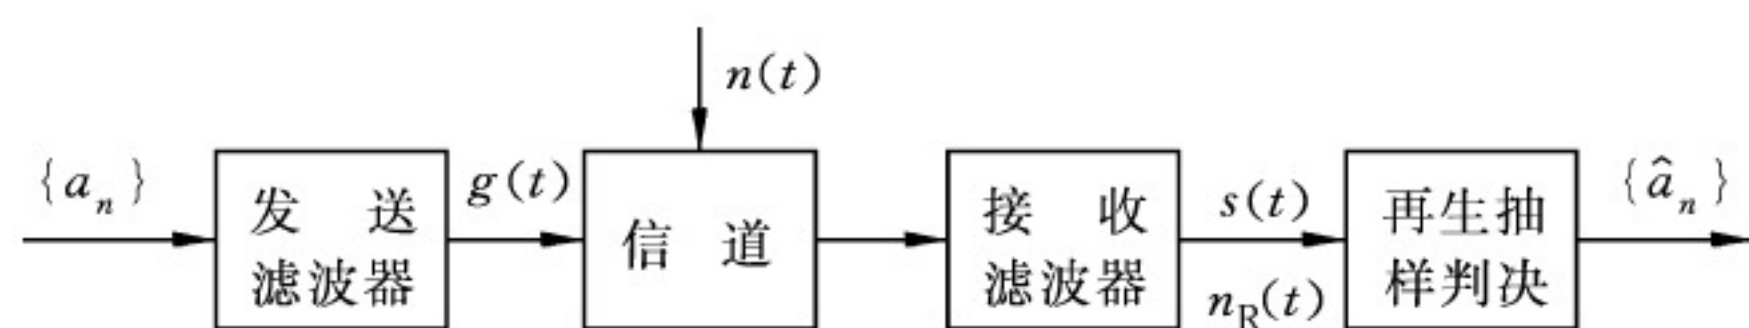 n(t)
{a_n}
发 送
滤波器
g(t)
信 道
接 收
滤波器
s(t)
n_R(t)
再生抽
样判决
{â_n}